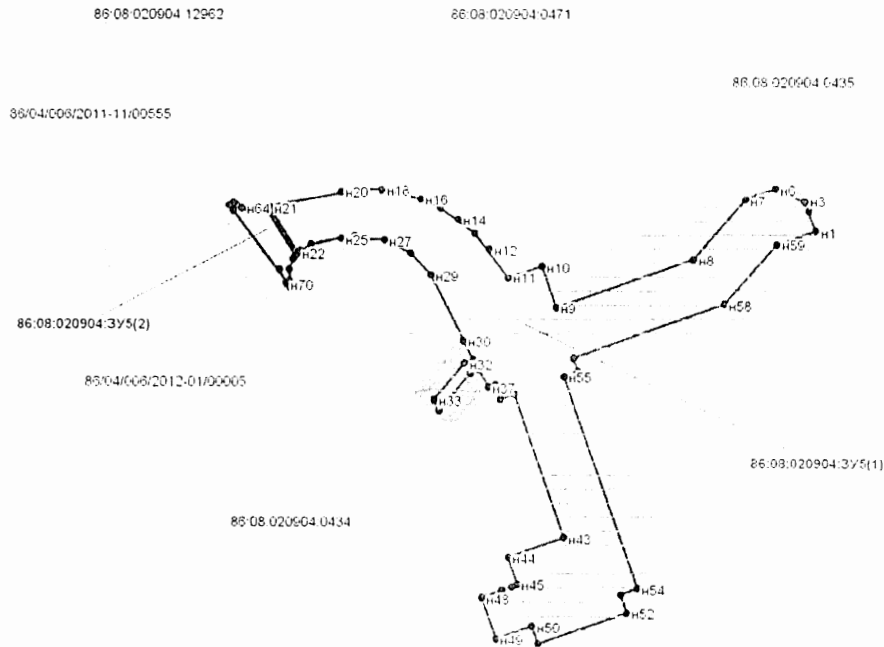 86:08:020904:12962
86:08:020904:0471
86:08:020904:0435
86/04/006/2011-11/00555
н20
н18
н6
н64
н21
н16
н7
н3
н14
н1
н25
н27
н12
н59
н22
н10
н8
н29
н11
н70
н9
н58
86:08:020904:ЗУ5(2)
н30
н32
н55
86/04/006/2012-01/00005
н37
н33
86:08:020904:ЗУ5(1)
86:08:020904:0434
н43
н44
н45
н54
н48
н52
н50
н49